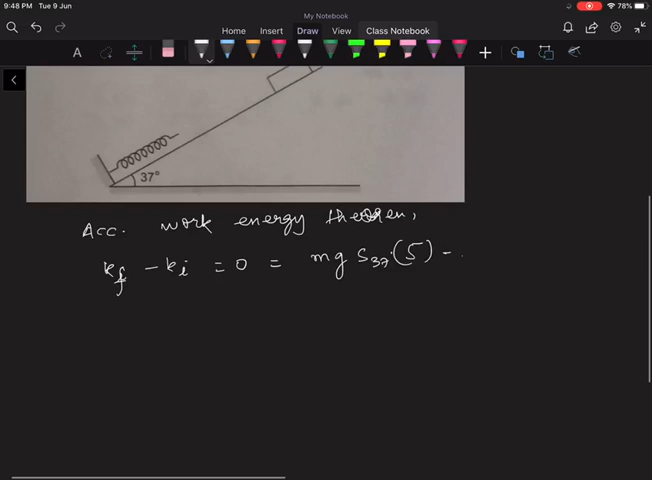 9:48 PM Tue 9 Jun
78%
My Notebook
Home Insert Draw View Class Notebook
A
37°
Acc. work energy theorem,
kf - ki = 0 = mg S37°(5) -